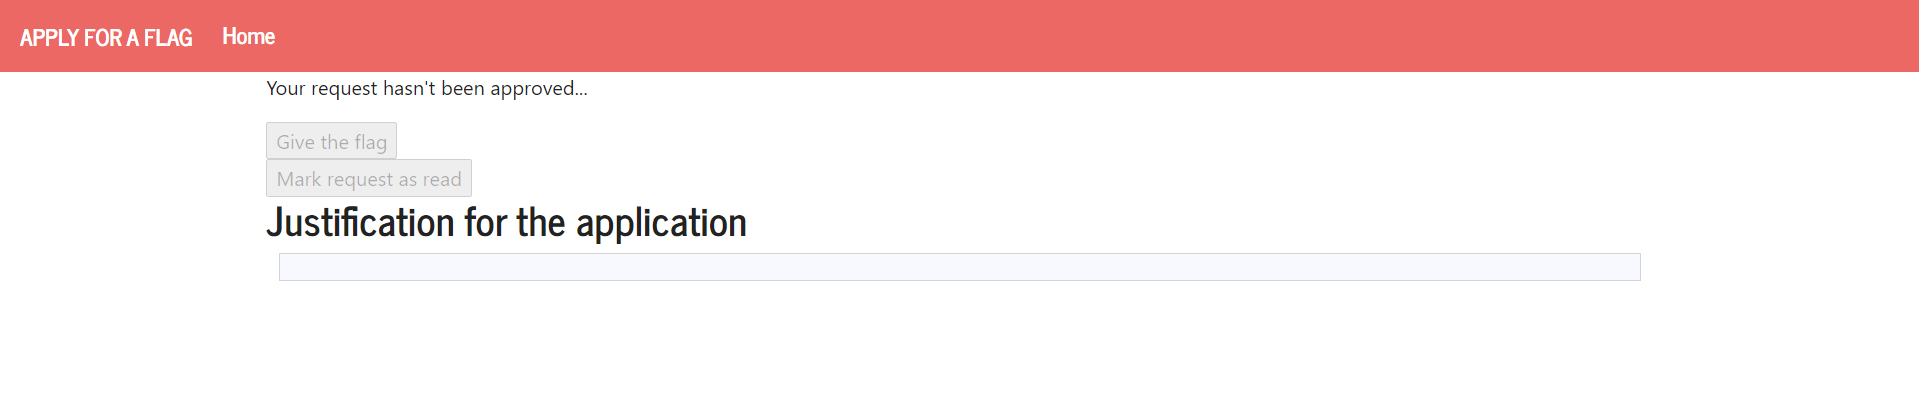 APPLY FOR A FLAG Home
Your request hasn't been approved...
Give the flag
Mark request as read
Justification for the application